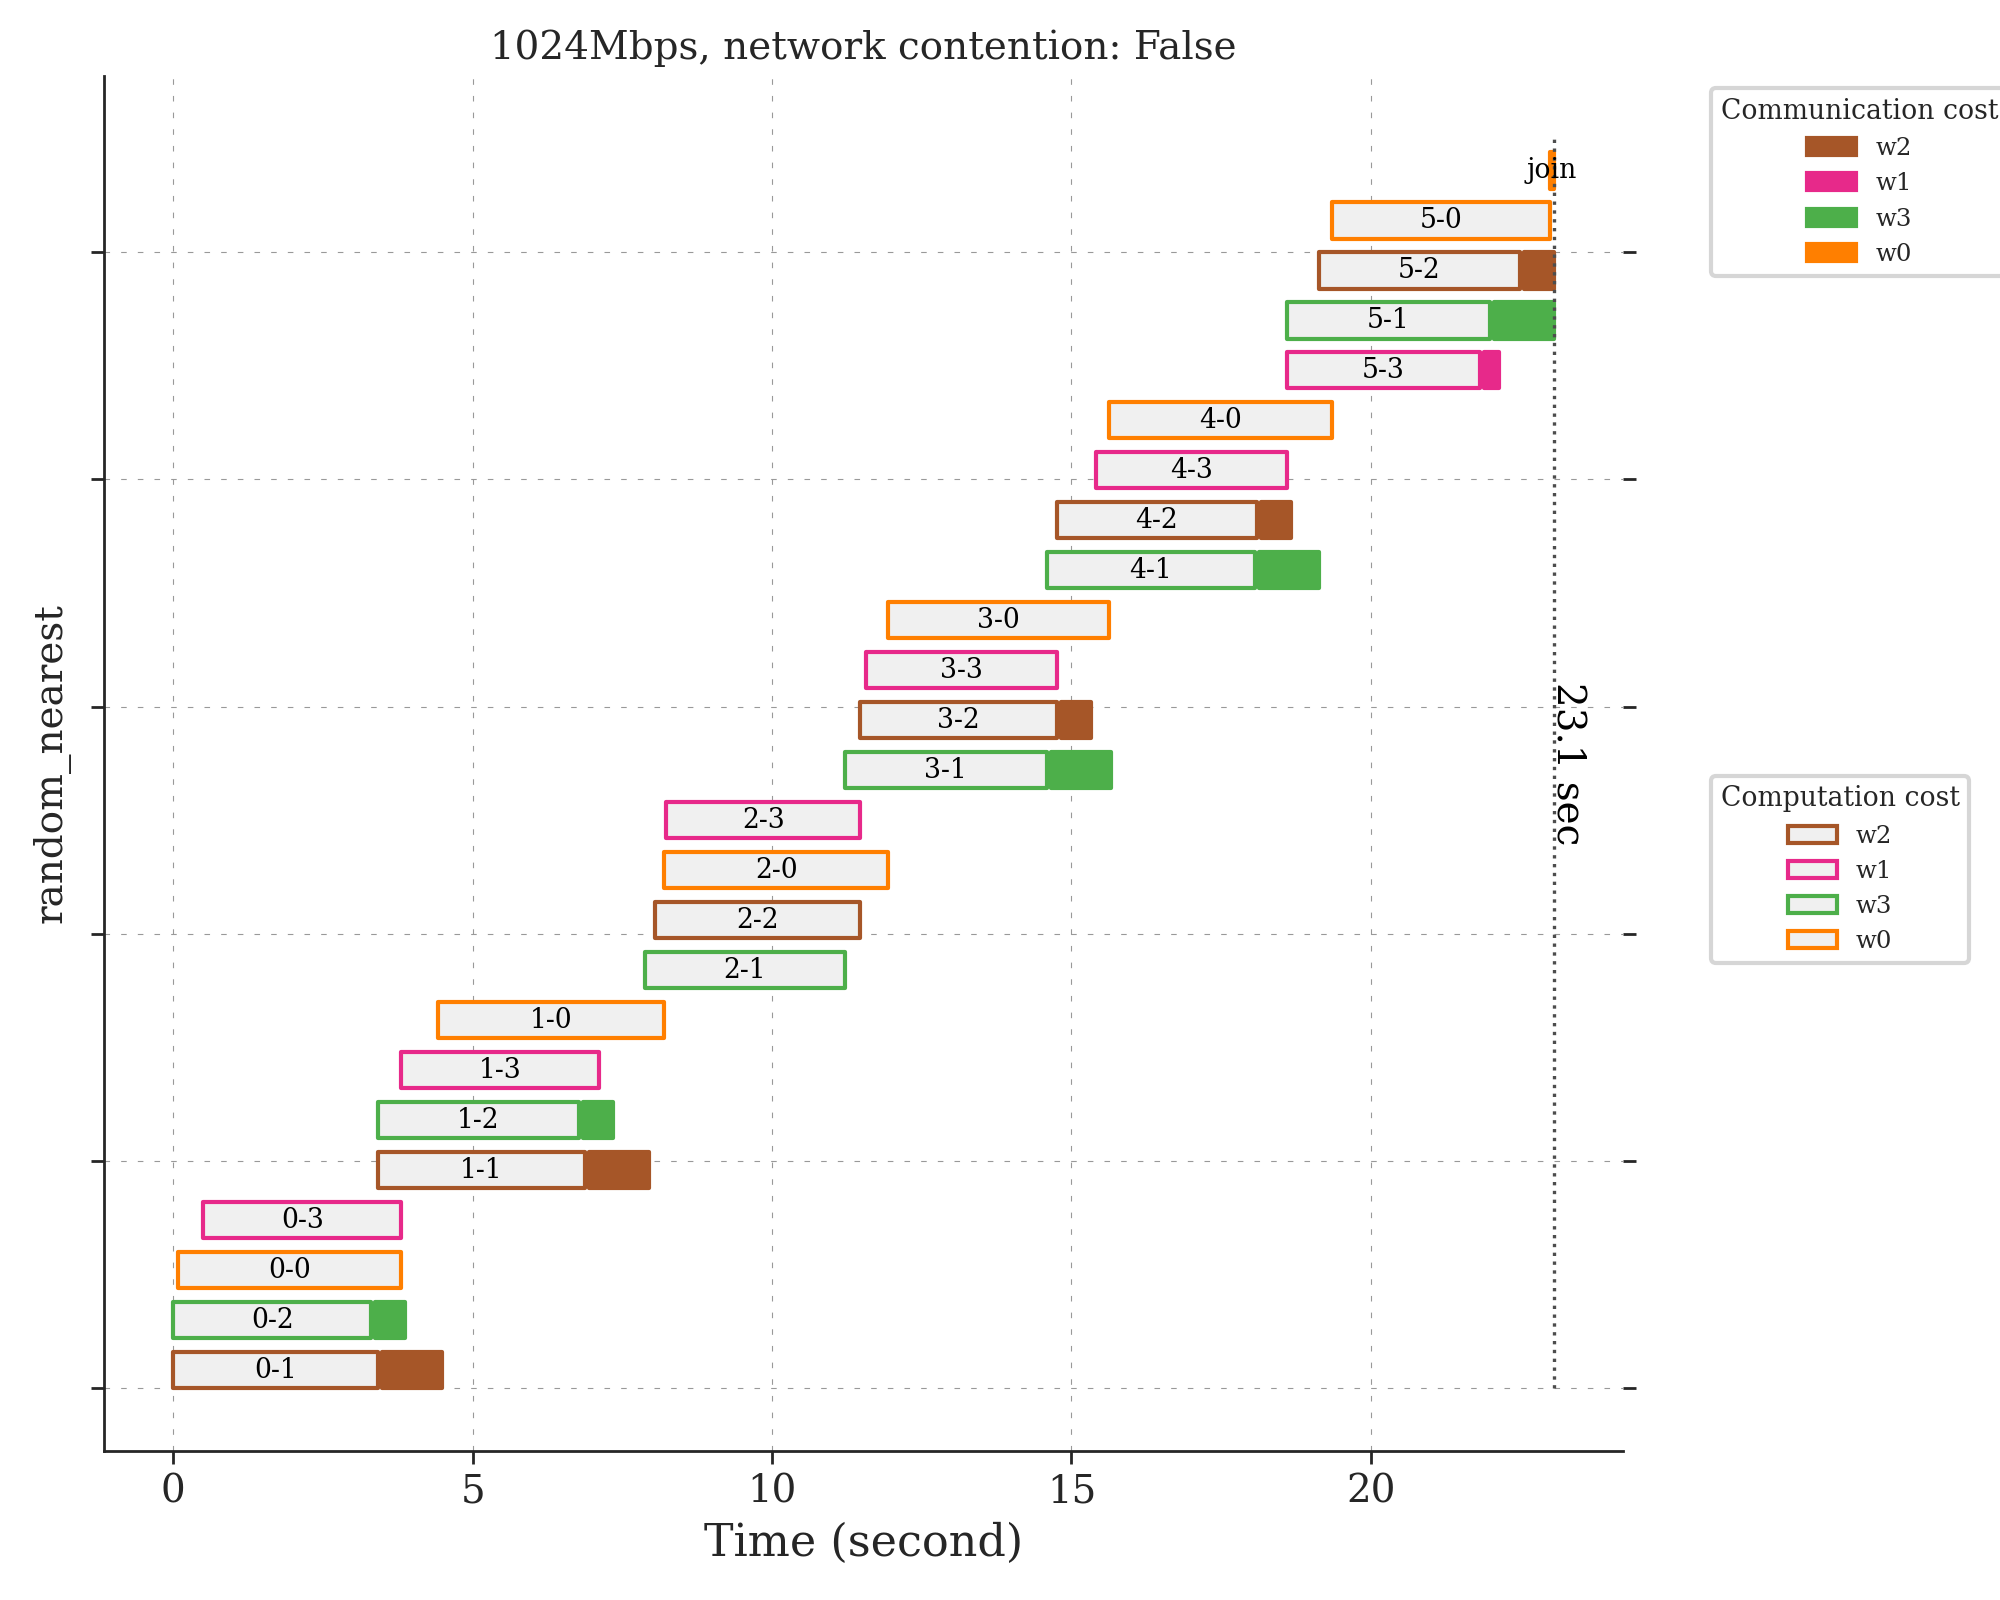 1024Mbps, network contention: False
Communication cost
w2
w1
w3
w0
join
5-0
5-2
5-1
5-3
4-0
4-3
4-2
4-1
3-0
3-3
3-2
3-1
2-3
2-0
2-2
2-1
1-0
1-3
1-2
1-1
0-3
0-0
0-2
0-1
23.1 sec
Computation cost
w2
w1
w3
w0
random_nearest
0 5 10 15 20
Time (second)